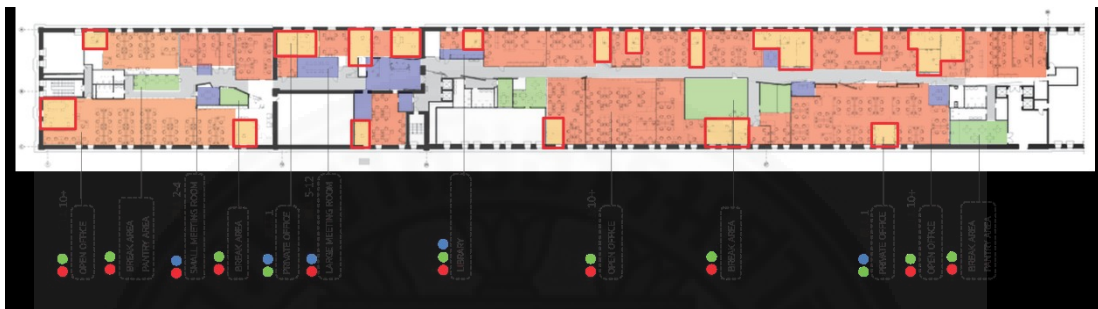 10+
OPEN OFFICE
BREAK AREA
PANTRY AREA
2-4
SMALL MEETING ROOM
BREAK AREA
1
PRIVATE OFFICE
5-12
LARGE MEETING ROOM
LIBRARY
10+
OPEN OFFICE
BREAK AREA
1
PRIVATE OFFICE
10+
OPEN OFFICE
BREAK AREA
PANTRY AREA